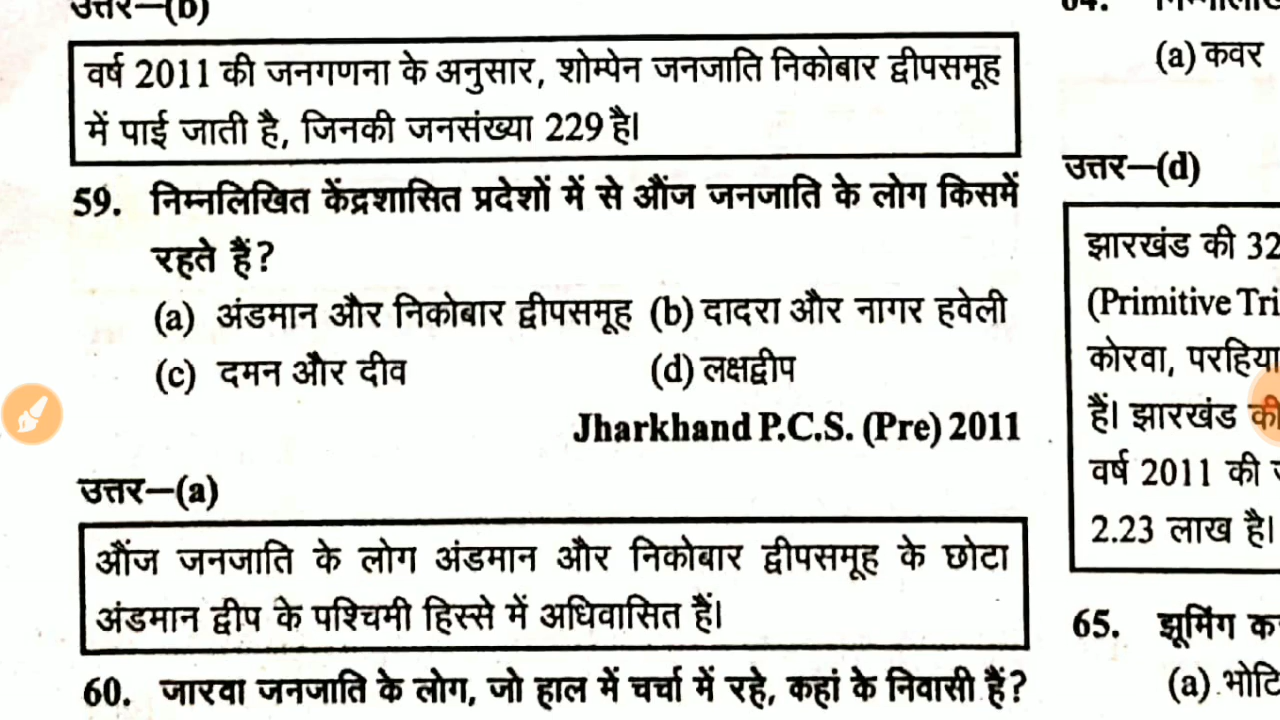 उत्तर–(b)
वर्ष 2011 की जनगणना के अनुसार, शोम्पेन जनजाति निकोबार द्वीपसमूह
में पाई जाती है, जिनकी जनसंख्या 229 है।
59. निम्नलिखित केंद्रशासित प्रदेशों में से औंज जनजाति के लोग किसमें
रहते हैं?
(a) अंडमान और निकोबार द्वीपसमूह (b) दादरा और नागर हवेली
(c) दमन और दीव (d) लक्षद्वीप
Jharkhand P.C.S. (Pre) 2011
उत्तर–(a)
औंज जनजाति के लोग अंडमान और निकोबार द्वीपसमूह के छोटा
अंडमान द्वीप के पश्चिमी हिस्से में अधिवासित हैं।
60. जारवा जनजाति के लोग, जो हाल में चर्चा में रहे, कहां के निवासी हैं?
64.
(a) कवर
उत्तर–(d)
झारखंड की 32
(Primitive Tri
कोरवा, परहिया
हैं। झारखंड की
वर्ष 2011 की
2.23 लाख है।
65. झूमिंग
(a) भोटि